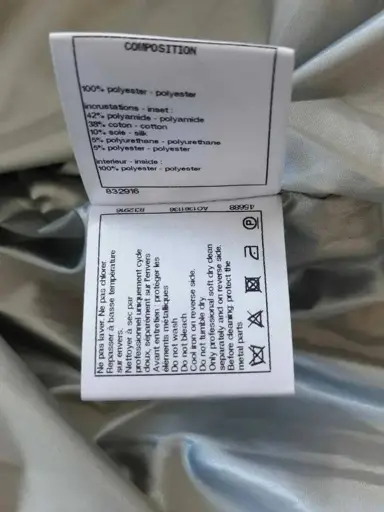 COMPOSITION
100% polyester - polyester
incrustations - inset :
42% polyamide - polyamide
38% coton - cotton
10% soie - silk
5% polyurethane - polyurethane
5% polyester - polyester
interieur - inside :
100% polyester - polyester
832916
832916
45688
Ne pas laver. Ne pas chlorer.
Repasser à basse température
sur envers.
Nettoyer à sec par
professionnel uniquement cycle
doux, séparément sur l'envers
Avant entretien : protéger les
éléments métalliques
Do not wash
Do not bleach
Cool iron on reverse side.
Do not tumble dry
Only professional soft dry clean
separately and on reverse side.
Before cleaning: protect the
metal parts
P